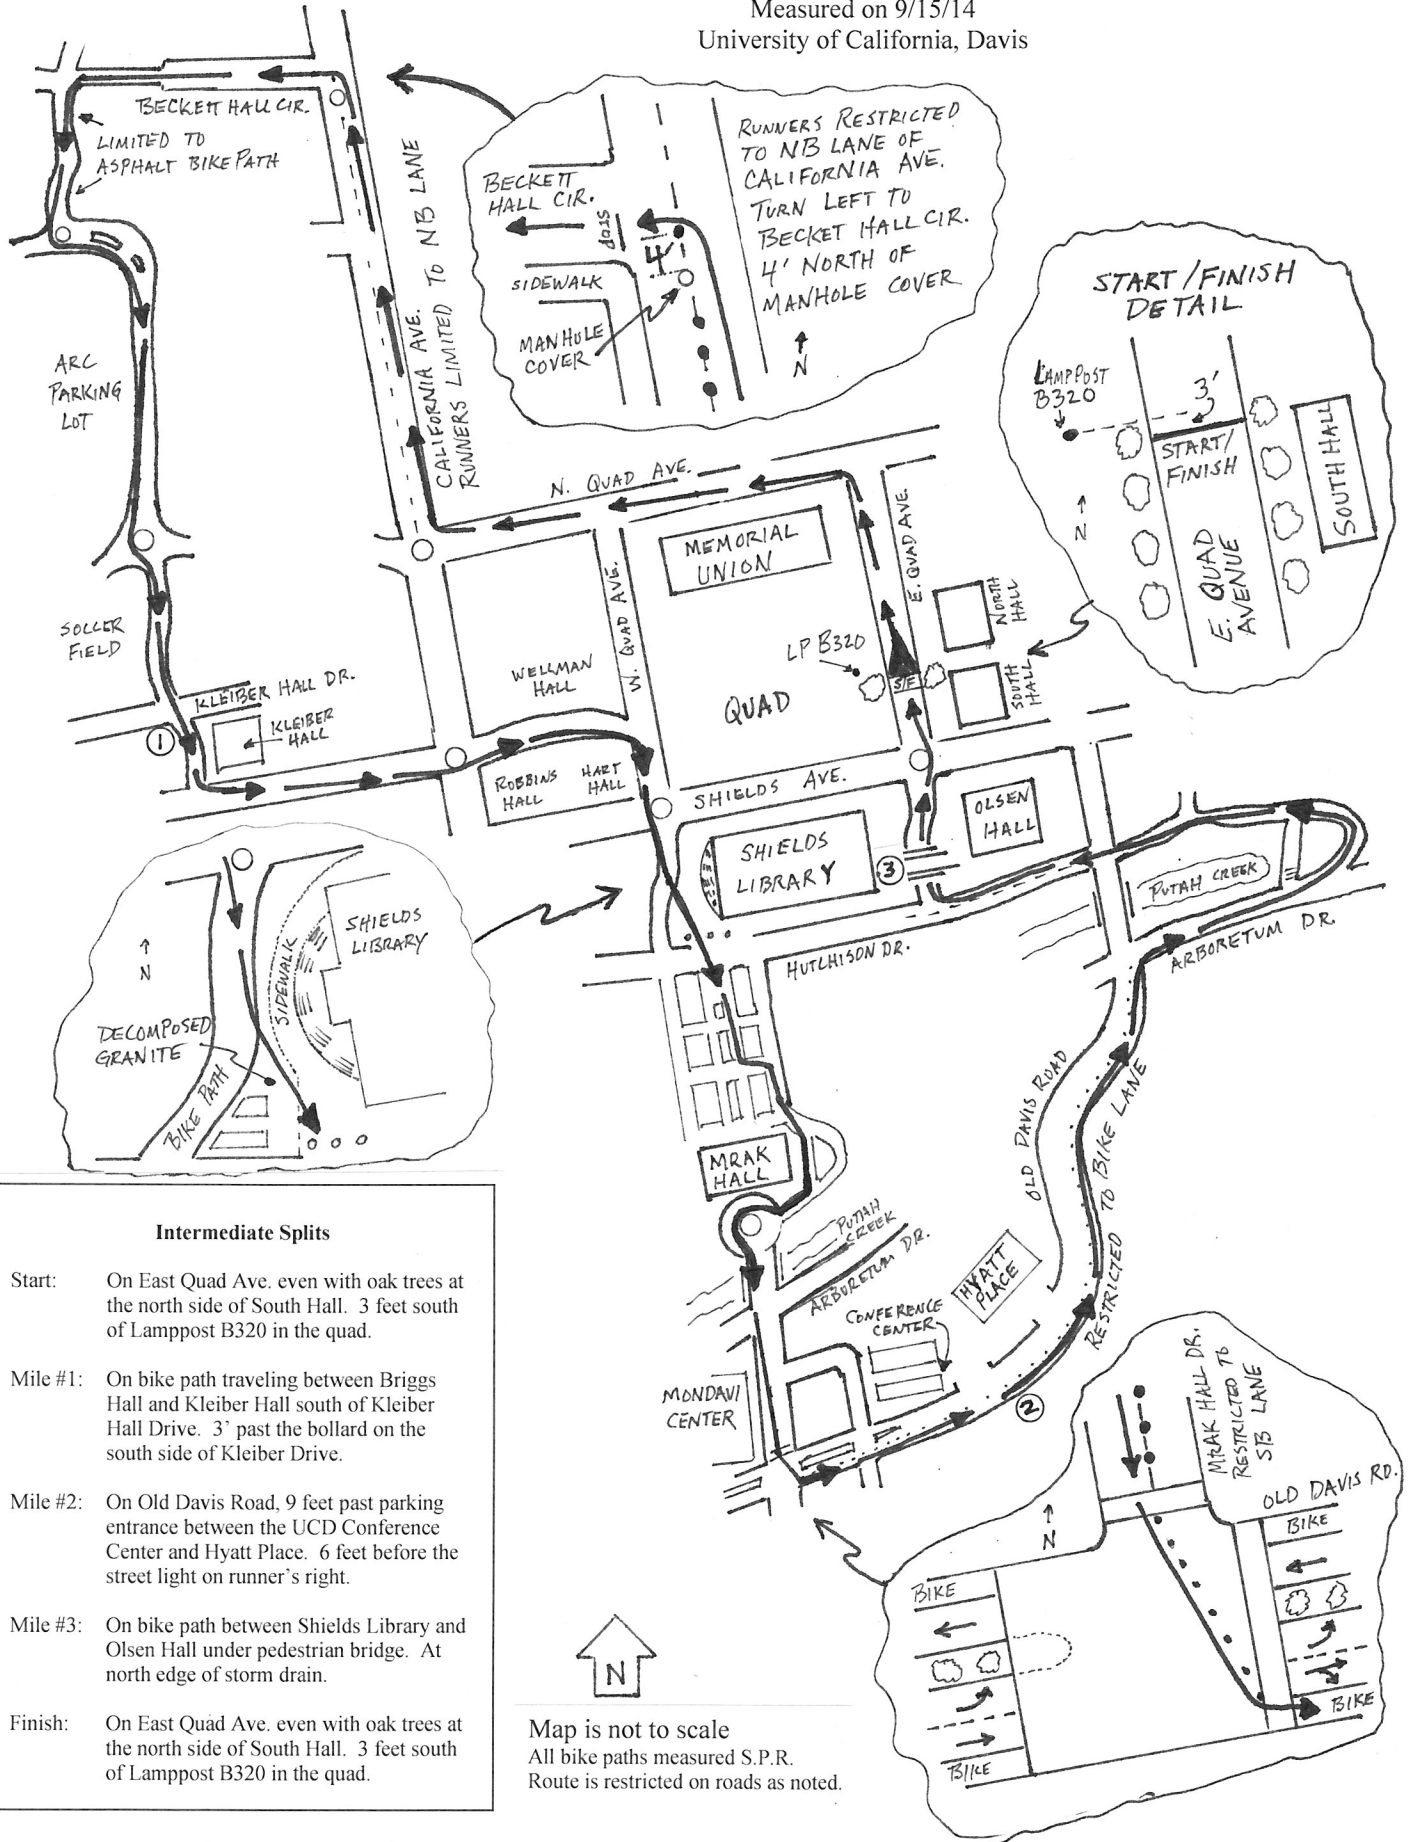 Measured on 9/15/14
University of California, Davis
BECKETT HALL CIR.
LIMITED TO
ASPHALT BIKE PATH
CALIFORNIA AVE.
RUNNERS LIMITED TO NB LANE
BECKETT
HALL CIR.
STOP
4'
SIDEWALK
MANHOLE
COVER
RUNNERS RESTRICTED
TO NB LANE OF
CALIFORNIA AVE.
TURN LEFT TO
BECKET HALL CIR.
4' NORTH OF
MANHOLE COVER
N
START/FINISH
DETAIL
LAMPPOST
B320
3'
START/
FINISH
N
E. QUAD
AVENUE
SOUTH HALL
ARC
PARKING
LOT
N. QUAD AVE.
MEMORIAL
UNION
E. QUAD AVE.
NORTH
HALL
SOUTH
HALL
LP B320
S/F
W. QUAD AVE.
QUAD
WELLMAN
HALL
SOCCER
FIELD
KLEIBER HALL DR.
KLEIBER
HALL
1
ROBBINS
HALL
HART
HALL
SHIELDS AVE.
SHIELDS
LIBRARY
3
OLSEN
HALL
PUTAH CREEK
ARBORETUM DR.
HUTCHISON DR.
N
SIDEWALK
SHIELDS
LIBRARY
DECOMPOSED
GRANITE
BIKE PATH
MRAK
HALL
PUTAH
CREEK
ARBORETUM DR.
OLD DAVIS ROAD
RESTRICTED TO BIKE LANE
HYATT
PLACE
CONFERENCE
CENTER
MONDAVI
CENTER
2
MRAK HALL DR.
RESTRICTED TO
SB LANE
OLD DAVIS RD.
N
BIKE
BIKE
BIKE
BIKE
Intermediate Splits
Start: On East Quad Ave. even with oak trees at
the north side of South Hall. 3 feet south
of Lamppost B320 in the quad.
Mile #1: On bike path traveling between Briggs
Hall and Kleiber Hall south of Kleiber
Hall Drive. 3’ past the bollard on the
south side of Kleiber Drive.
Mile #2: On Old Davis Road, 9 feet past parking
entrance between the UCD Conference
Center and Hyatt Place. 6 feet before the
street light on runner’s right.
Mile #3: On bike path between Shields Library and
Olsen Hall under pedestrian bridge. At
north edge of storm drain.
Finish: On East Quad Ave. even with oak trees at
the north side of South Hall. 3 feet south
of Lamppost B320 in the quad.
N
Map is not to scale
All bike paths measured S.P.R.
Route is restricted on roads as noted.